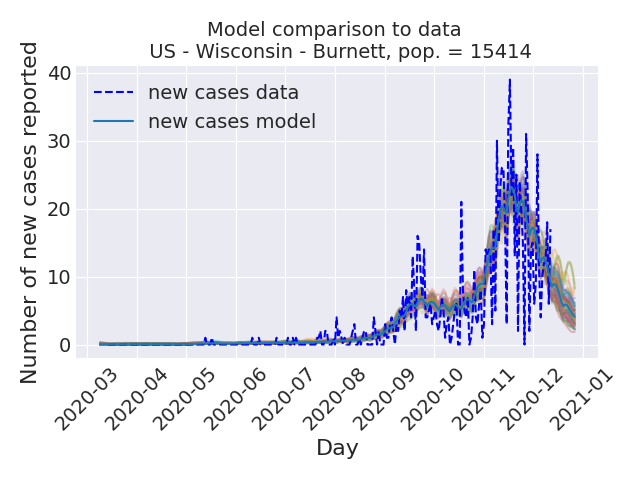 Model comparison to data
US - Wisconsin - Burnett, pop. = 15414
Number of new cases reported
40
30
20
10
0
new cases data
new cases model
2020-03
2020-04
2020-05
2020-06
2020-07
2020-08
2020-09
2020-10
2020-11
2020-12
2021-01
Day